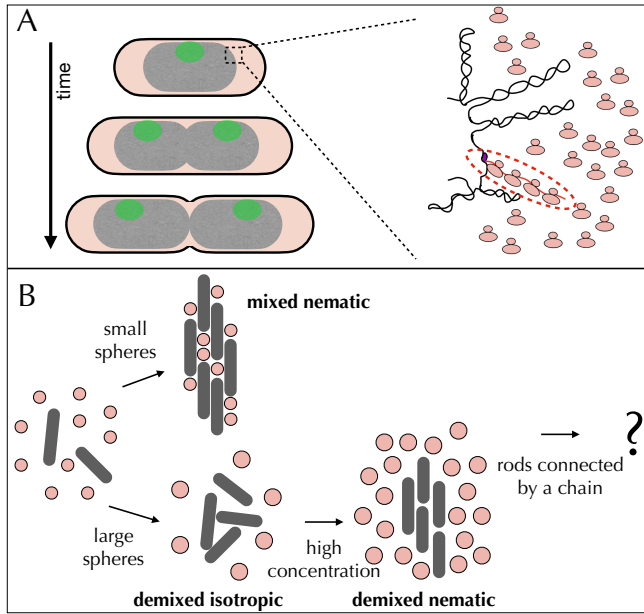 A
time
B
mixed nematic
small
spheres
large
spheres
demixed isotropic
high
concentration
demixed nematic
rods connected
by a chain
?